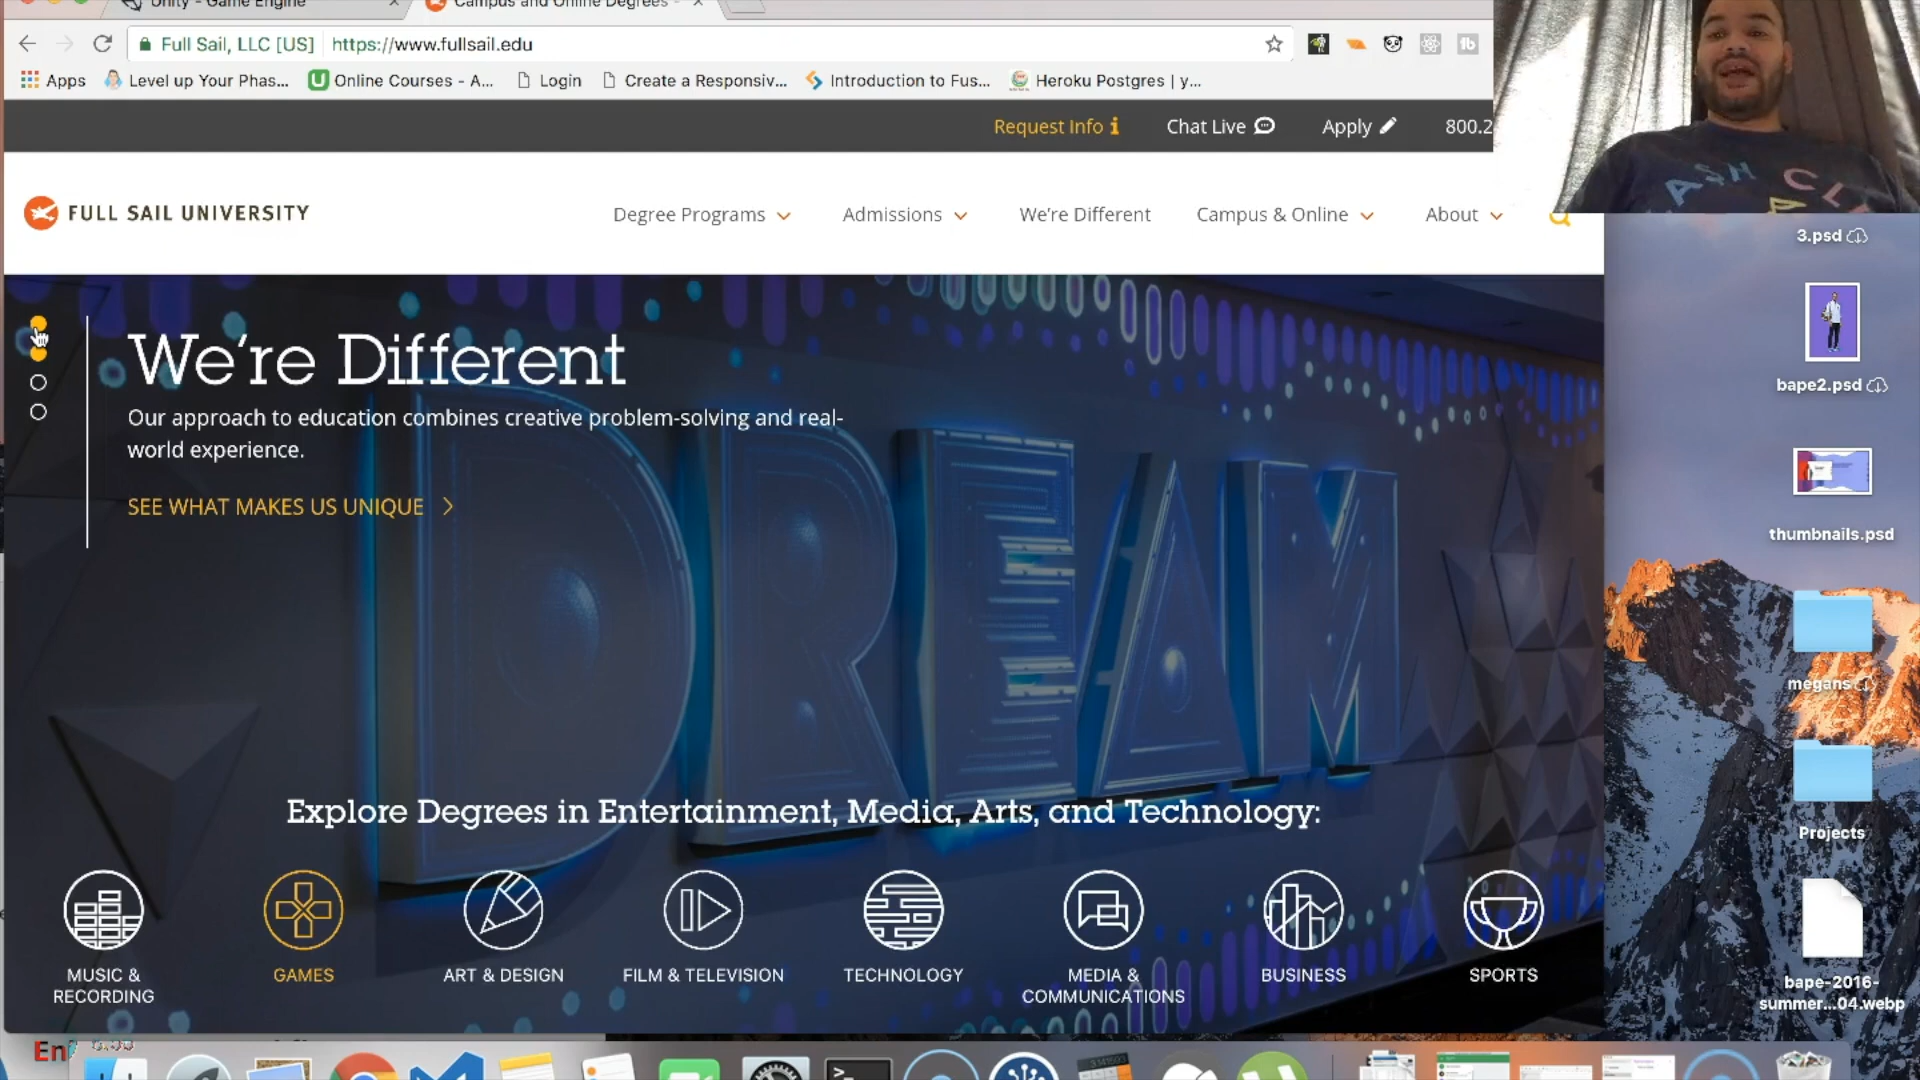 Unity - Game Engine
Campus and Online Degrees -
Full Sail, LLC [US]
https://www.fullsail.edu
Apps
Level up Your Phas...
Online Courses - A...
Login
Create a Responsiv...
Introduction to Fus...
Heroku Postgres | y...
Request Info
Chat Live
Apply
800.2
FULL SAIL UNIVERSITY
Degree Programs
Admissions
We're Different
Campus & Online
About
3.psd
bape2.psd
thumbnails.psd
megans
Projects
bape-2016-
summer...04.webp
We're Different
Our approach to education combines creative problem-solving and real-
world experience.
SEE WHAT MAKES US UNIQUE
DREAM
Explore Degrees in Entertainment, Media, Arts, and Technology:
MUSIC &
RECORDING
GAMES
ART & DESIGN
FILM & TELEVISION
TECHNOLOGY
MEDIA &
COMMUNICATIONS
BUSINESS
SPORTS